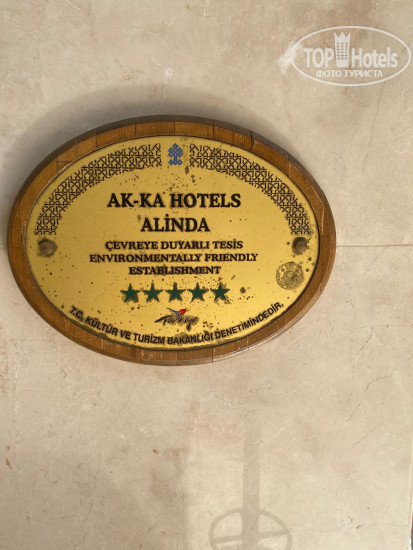 TOP Hotels
ФОТО ТУРИСТА
AK-KA HOTELS
ALİNDA
ÇEVREYE DUYARLI TESİS
ENVIRONMENTALLY FRIENDLY
ESTABLISHMENT
Türkiye
T.C. KÜLTÜR VE TURİZM BAKANLIĞI DENETİMİNDEDİR.